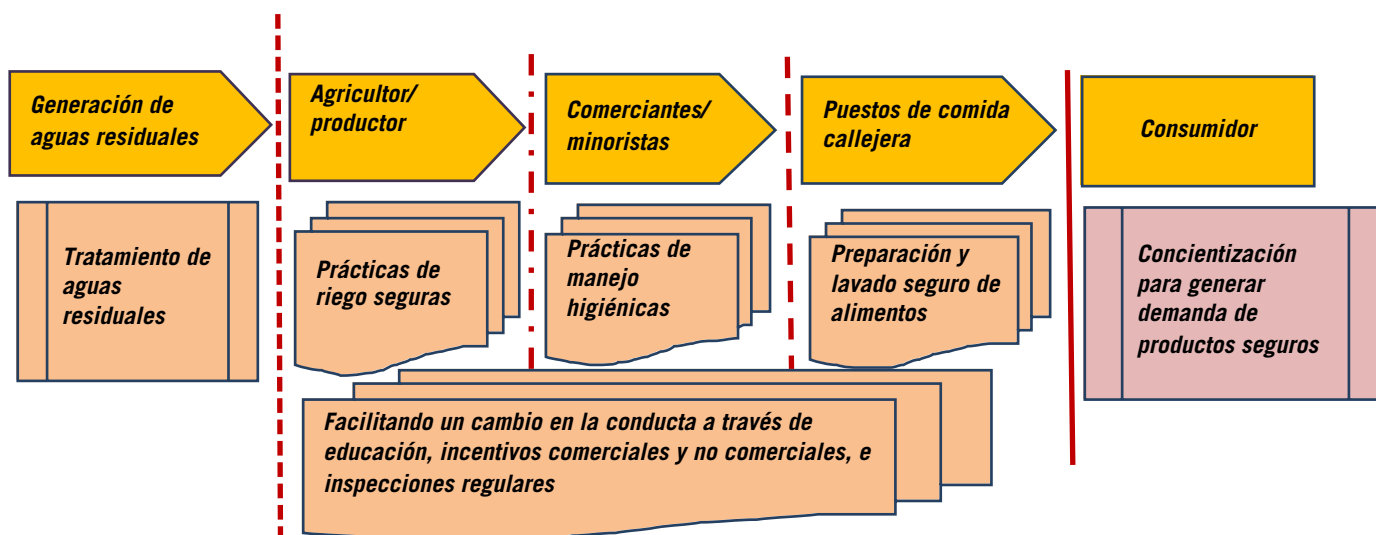 Generación de
aguas residuales
Agricultor/
productor
Comerciantes/
minoristas
Puestos de comida
callejera
Consumidor
Tratamiento de
aguas
residuales
Prácticas de
riego seguras
Prácticas de
manejo
higiénicas
Preparación y
lavado seguro de
alimentos
Concientización
para generar
demanda de
productos seguros
Facilitando un cambio en la conducta a través de
educación, incentivos comerciales y no comerciales, e
inspecciones regulares